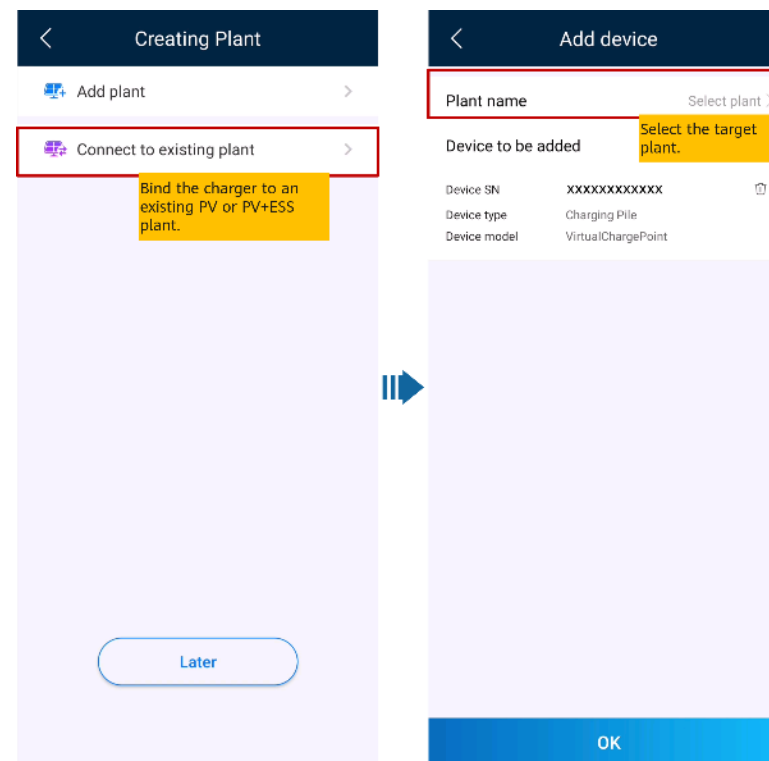 Creating Plant
Add plant
Connect to existing plant
Bind the charger to an
existing PV or PV+ESS
plant.
Later
Add device
Plant name
Select plant
Select the target
plant.
Device to be added
Device SN XXXXXXXXXXXX
Device type Charging Pile
Device model VirtualChargePoint
OK